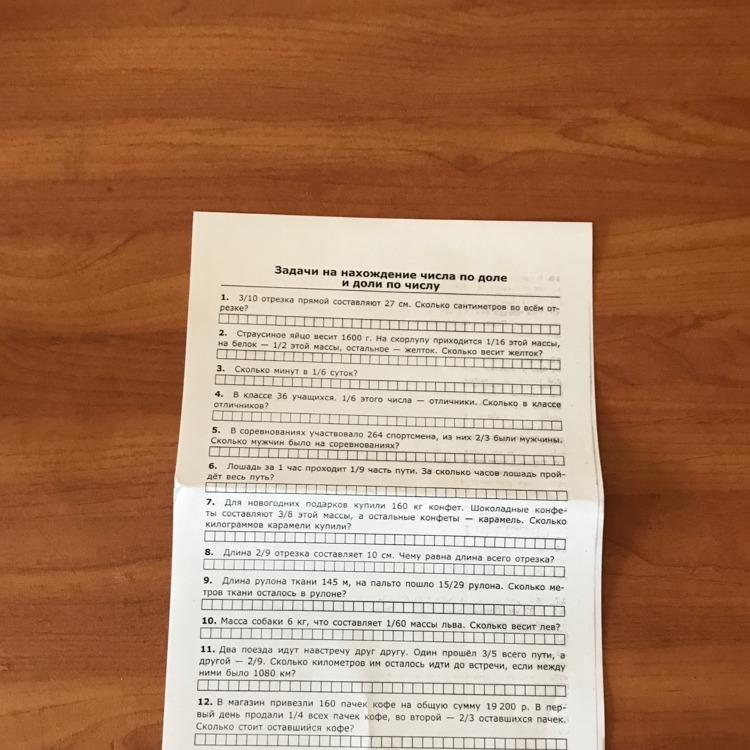 Задачи на нахождение числа по доле
и доли по числу
1. 3/10 отрезка прямой составляют 27 см. Сколько сантиметров во всём от-
резке?
2. Страусиное яйцо весит 1600 г. На скорлупу приходится 1/16 этой массы,
на белок — 1/2 этой массы, остальное — желток. Сколько весит желток?
3. Сколько минут в 1/6 суток?
4. В классе 36 учащихся. 1/6 этого числа — отличники. Сколько в классе
отличников?
5. В соревнованиях участвовало 264 спортсмена, из них 2/3 были мужчины.
Сколько мужчин было на соревнованиях?
6. Лошадь за 1 час проходит 1/9 часть пути. За сколько часов лошадь прой-
дёт весь путь?
7. Для новогодних подарков купили 160 кг конфет. Шоколадные конфе-
ты составляют 3/8 этой массы, а остальные конфеты — карамель. Сколько
килограммов карамели купили?
8. Длина 2/9 отрезка составляет 10 см. Чему равна длина всего отрезка?
9. Длина рулона ткани 145 м, на пальто пошло 15/29 рулона. Сколько ме-
тров ткани осталось в рулоне?
10. Масса собаки 6 кг, что составляет 1/60 массы льва. Сколько весит лев?
11. Два поезда идут навстречу друг другу. Один прошёл 3/5 всего пути, а
другой — 2/9. Сколько километров им осталось идти до встречи, если между
ними было 1080 км?
12. В магазин привезли 160 пачек кофе на общую сумму 19 200 р. В пер-
вый день продали 1/4 всех пачек кофе, во второй — 2/3 оставшихся пачек.
Сколько стоит оставшийся кофе?